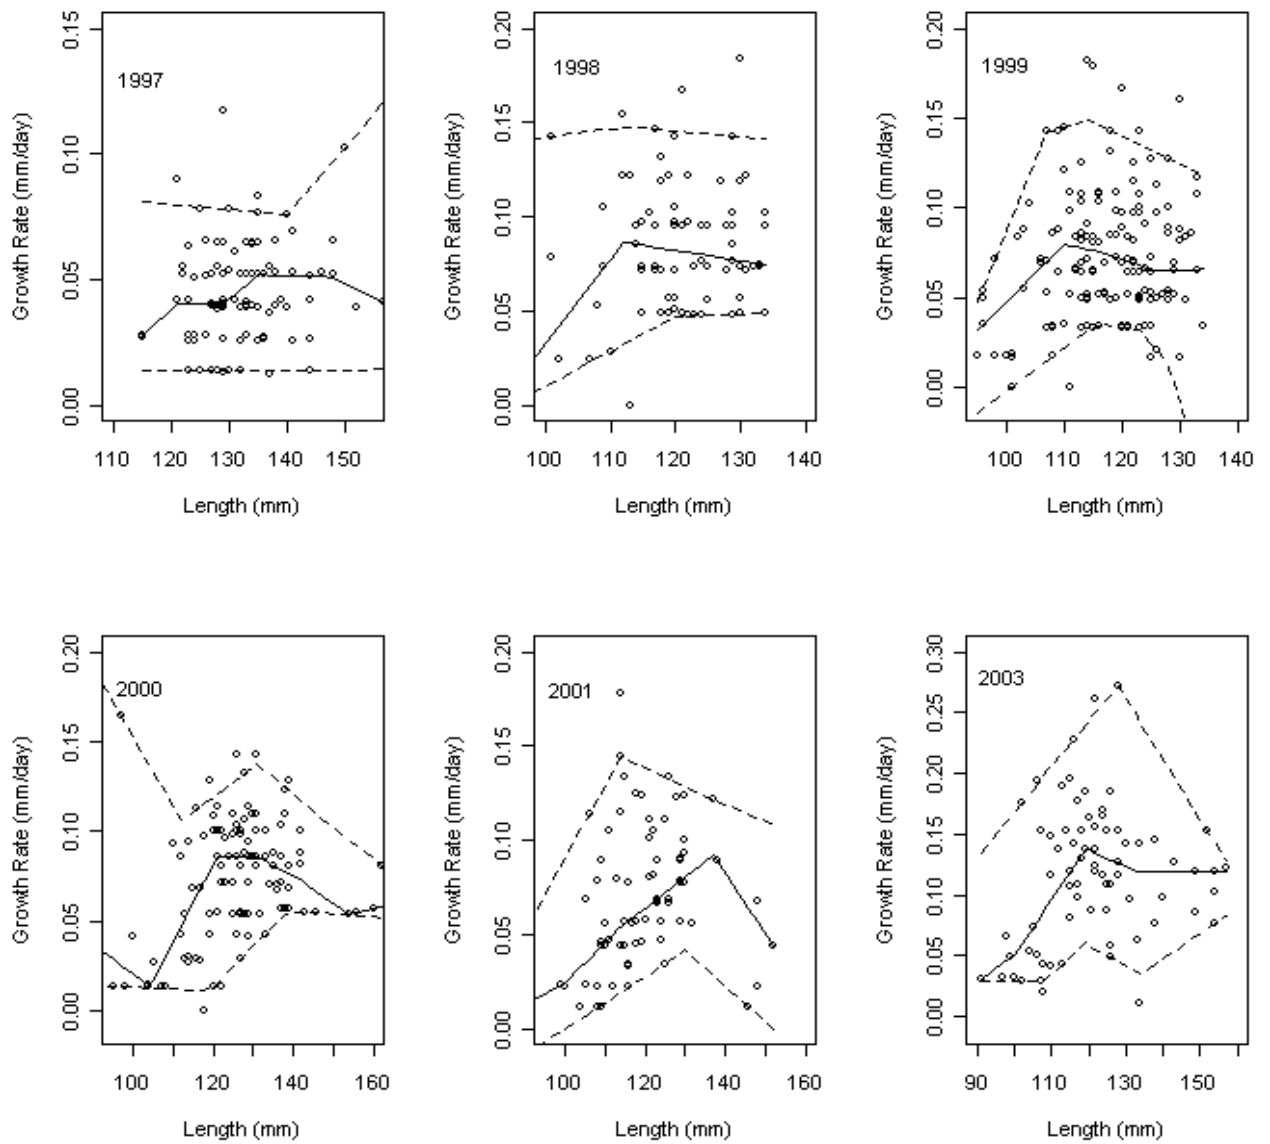 1997
Growth Rate (mm/day)
0.00 0.05 0.10 0.15
110 120 130 140 150
Length (mm)
1998
Growth Rate (mm/day)
0.00 0.05 0.10 0.15 0.20
100 110 120 130 140
Length (mm)
1999
Growth Rate (mm/day)
0.00 0.05 0.10 0.15 0.20
100 110 120 130 140
Length (mm)
2000
Growth Rate (mm/day)
0.00 0.05 0.10 0.15 0.20
100 120 140 160
Length (mm)
2001
Growth Rate (mm/day)
0.00 0.05 0.10 0.15 0.20
100 120 140 160
Length (mm)
2003
Growth Rate (mm/day)
0.00 0.05 0.10 0.15 0.20 0.25 0.30
90 110 130 150
Length (mm)